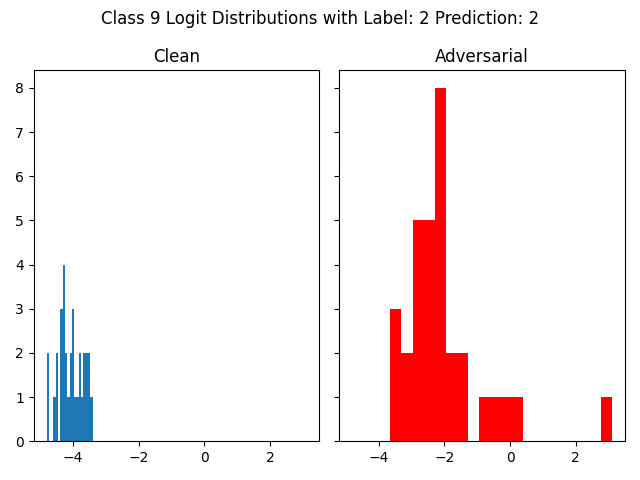 Class 9 Logit Distributions with Label: 2 Prediction: 2
Clean
Adversarial
8
7
6
5
4
3
2
1
0
−4 −2 0 2
−4 −2 0 2